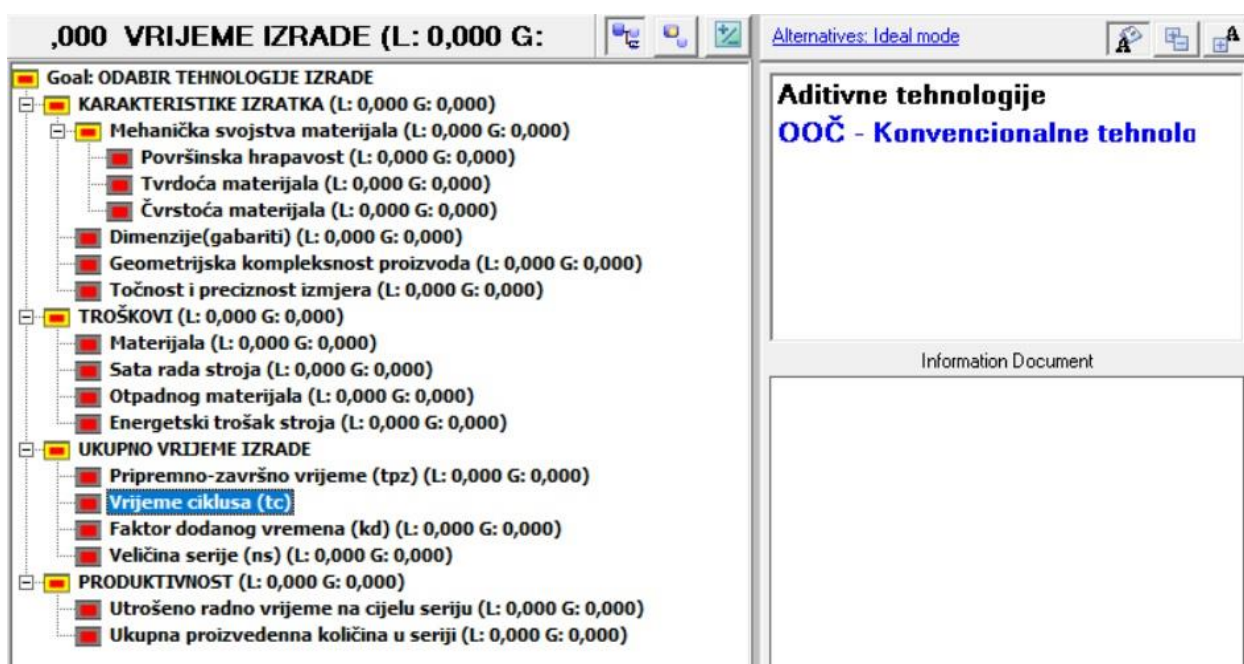 ,000 VRIJEME IZRADE (L: 0,000 G:
Goal: ODABIR TEHNOLOGIJE IZRADE
KARAKTERISTIKE IZRATKA (L: 0,000 G: 0,000)
Mehanička svojstva materijala (L: 0,000 G: 0,000)
Površinska hrapavost (L: 0,000 G: 0,000)
Tvrdoća materijala (L: 0,000 G: 0,000)
Čvrstoća materijala (L: 0,000 G: 0,000)
Dimenzije(gabariti) (L: 0,000 G: 0,000)
Geometrijska kompleksnost proizvoda (L: 0,000 G: 0,000)
Točnost i preciznost izmjera (L: 0,000 G: 0,000)
TROŠKOVI (L: 0,000 G: 0,000)
Materijala (L: 0,000 G: 0,000)
Sata rada stroja (L: 0,000 G: 0,000)
Otpadnog materijala (L: 0,000 G: 0,000)
Energetski trošak stroja (L: 0,000 G: 0,000)
UKUPNO VRIJEME IZRADE
Pripremno-završno vrijeme (tpz) (L: 0,000 G: 0,000)
Vrijeme ciklusa (tc)
Faktor dodanog vremena (kd) (L: 0,000 G: 0,000)
Veličina serije (ns) (L: 0,000 G: 0,000)
PRODUKTIVNOST (L: 0,000 G: 0,000)
Utrošeno radno vrijeme na cijelu seriju (L: 0,000 G: 0,000)
Ukupna proizvedenna količina u seriji (L: 0,000 G: 0,000)
Alternatives: Ideal mode
A
A
Aditivne tehnologije
OOČ - Konvencionalne tehnolo
Information Document